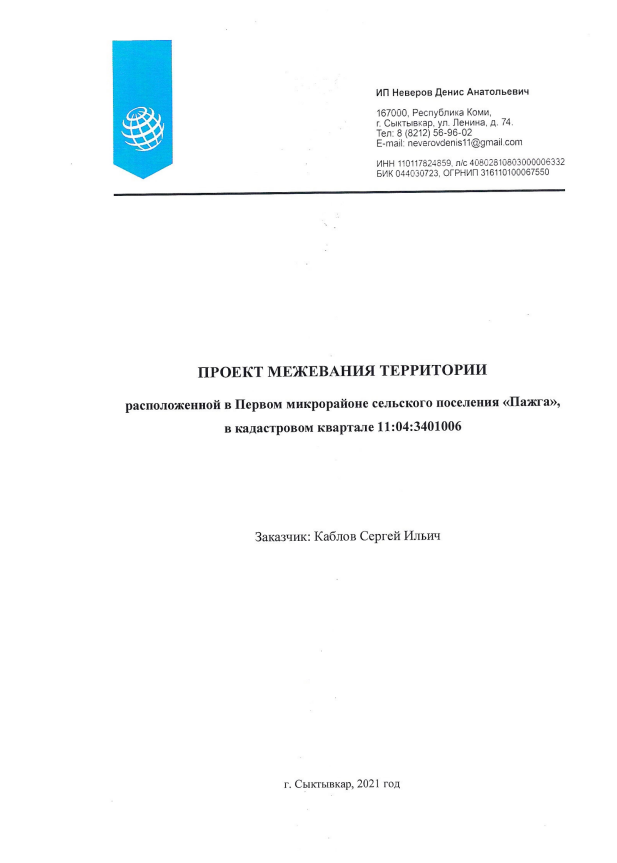 ИП Неверов Денис Анатольевич
167000, Республика Коми,
г. Сыктывкар, ул. Ленина, д. 74.
Тел: 8 (8212) 56-96-02
E-mail: neverovdenis11@gmail.com
ИНН 110117824859, л/с 40802810803000006332
БИК 044030723, ОГРНИП 316110100067550
ПРОЕКТ МЕЖЕВАНИЯ ТЕРРИТОРИИ
расположенной в Первом микрорайоне сельского поселения «Пажга»,
в кадастровом квартале 11:04:3401006
Заказчик: Каблов Сергей Ильич
г. Сыктывкар, 2021 год